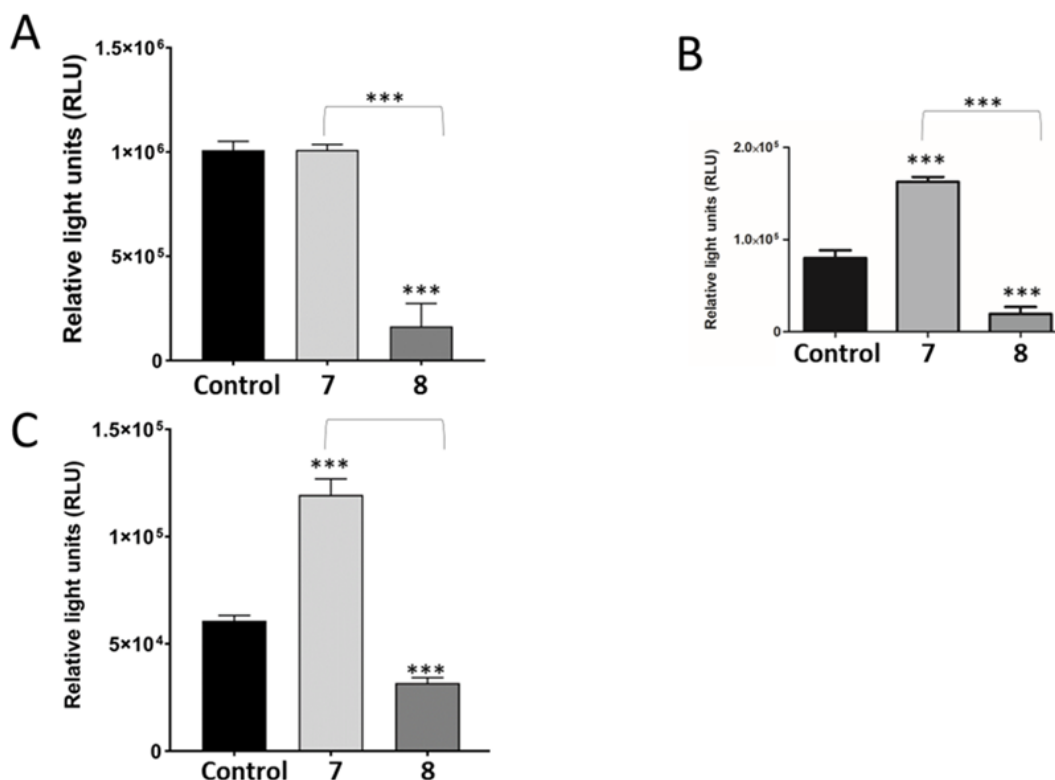 A
Relative light units (RLU)
1.5×10⁶
1×10⁶
5×10⁵
0
***
***
Control 7 8
B
Relative light units (RLU)
2.0×10⁵
1.0×10⁵
0
***
***
***
Control 7 8
C
Relative light units (RLU)
1.5×10⁵
1×10⁵
5×10⁴
0
***
***
Control 7 8